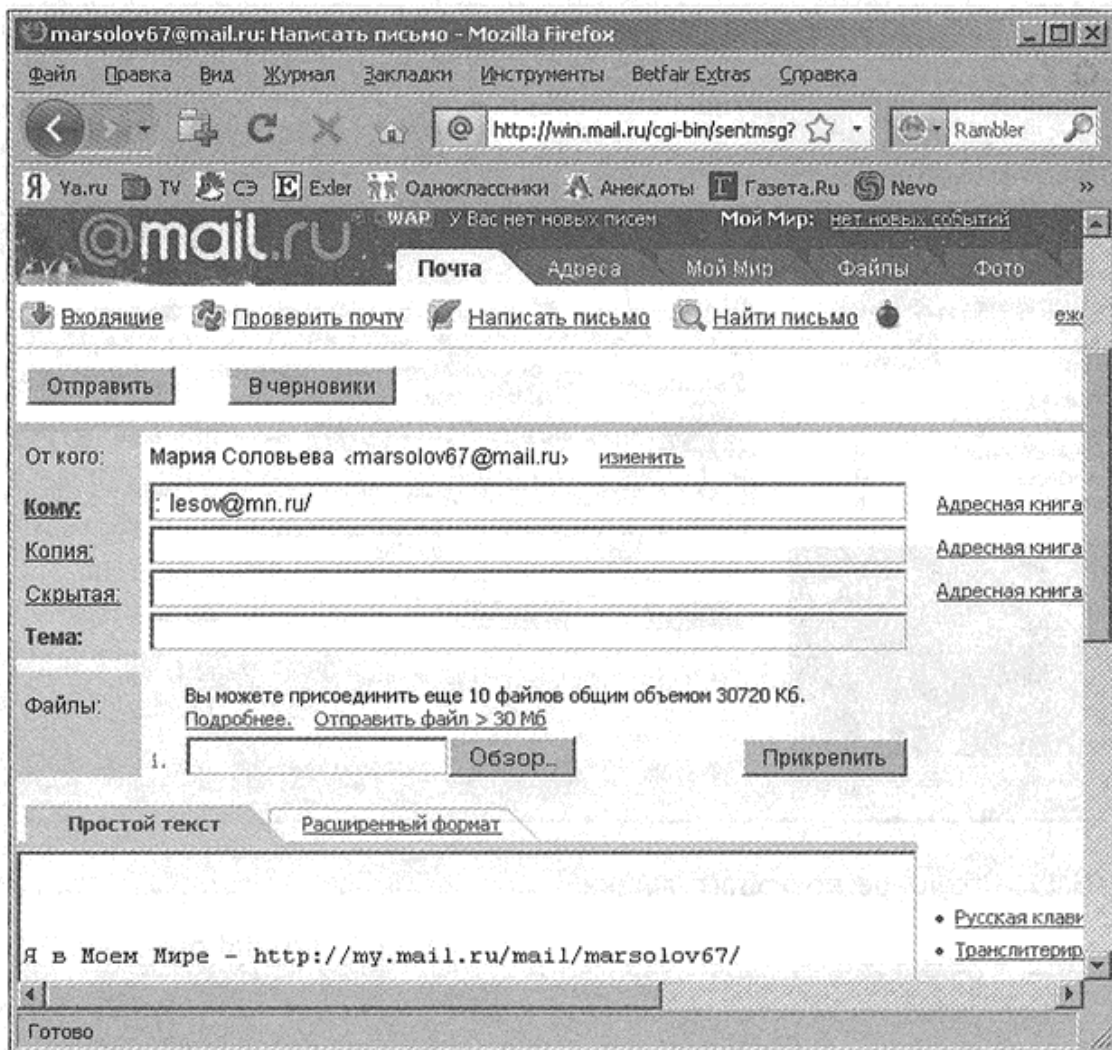 marsolov67@mail.ru: Написать письмо - Mozilla Firefox
Файл Правка Вид Журнал Закладки Инструменты Betfair Extras Справка
http://win.mail.ru/cgi-bin/sentmsg? Rambler
Ya.ru TV СЭ Exler Одноклассники Анекдоты Газета.Ru Nevo »
@mail.ru WAP У Вас нет новых писем Мой Мир: нет новых событий
Почта Адреса Мой Мир Файлы Фото
Входящие Проверить почту Написать письмо Найти письмо еже
Отправить В черновики
От кого: Мария Соловьева <marsolov67@mail.ru> изменить
Кому: : lesov@mn.ru/ Адресная книга
Копия: Адресная книга
Скрытая: Адресная книга
Тема:
Файлы: Вы можете присоединить еще 10 файлов общим объемом 30720 Кб.
Подробнее. Отправить файл > 30 Мб
1. Обзор... Прикрепить
Простой текст Расширенный формат
• Русская клави
Я в Моем Мире - http://my.mail.ru/mail/marsolov67/ • Транслитерир
Готово